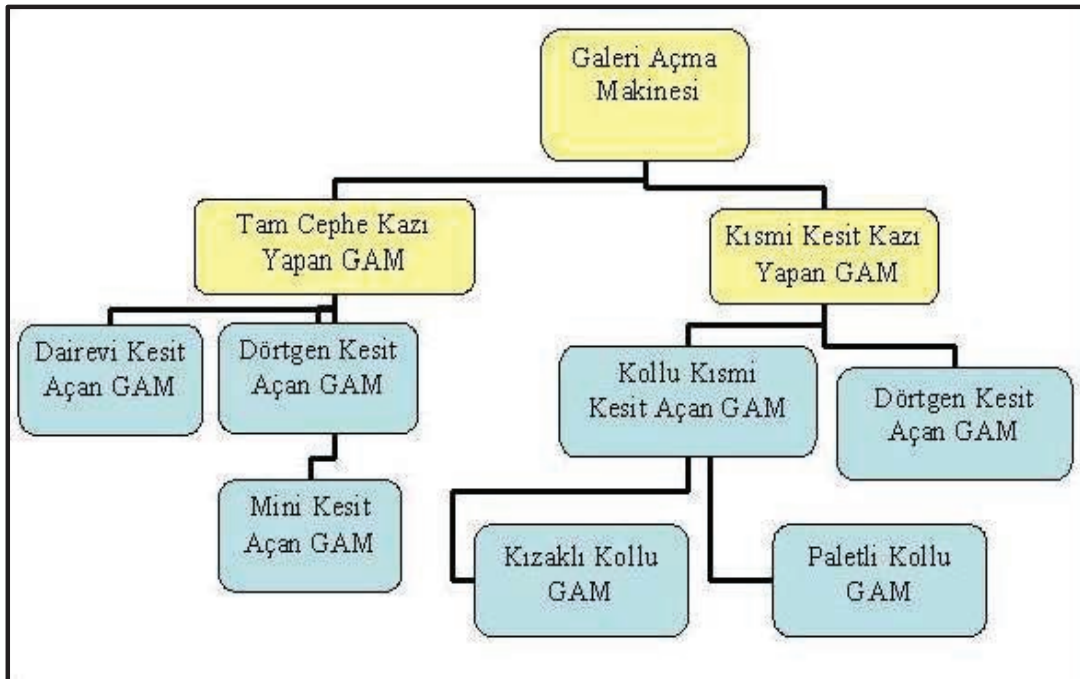 Galeri Açma
Makinesi
Tam Cephe Kazı
Yapan GAM
Kısmi Kesit Kazı
Yapan GAM
Dairevi Kesit
Açan GAM
Dörtgen Kesit
Açan GAM
Kollu Kısmi
Kesit Açan GAM
Dörtgen Kesit
Açan GAM
Mini Kesit
Açan GAM
Kızaklı Kollu
GAM
Paletli Kollu
GAM